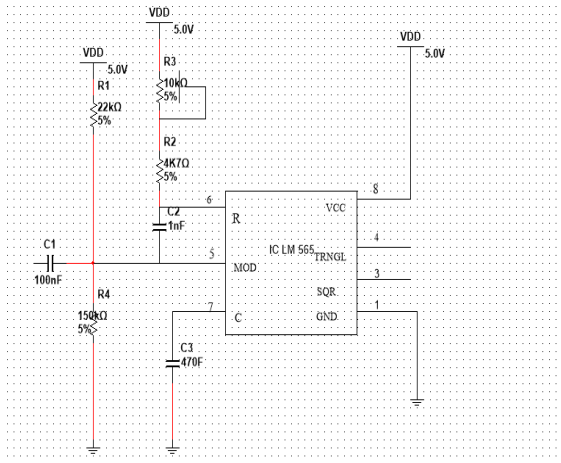 VDD
5.0V
VDD
5.0V
VDD
5.0V
R3
10kΩ
5%
R1
22kΩ
5%
R2
4K7Ω
5%
6
R
VCC
8
C2
1nF
IC LM 565
TRNGL
4
C1
100nF
5
MOD
3
SQR
R4
150kΩ
5%
7
C
GND
1
C3
470F